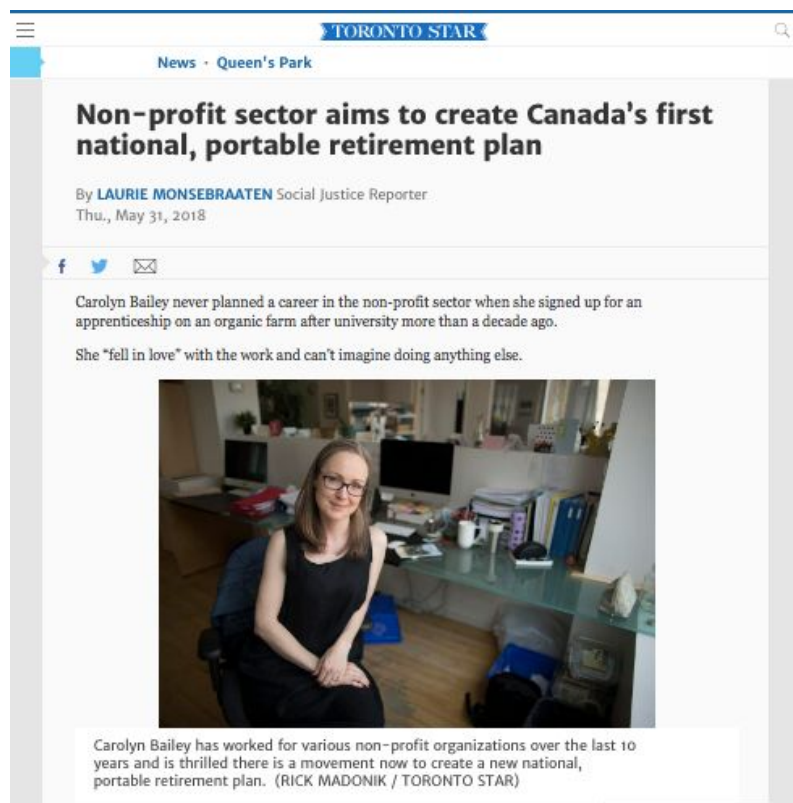 TORONTO STAR
News · Queen's Park
Non-profit sector aims to create Canada's first
national, portable retirement plan
By LAURIE MONSEBRAATEN Social Justice Reporter
Thu., May 31, 2018
f
Carolyn Bailey never planned a career in the non-profit sector when she signed up for an
apprenticeship on an organic farm after university more than a decade ago.
She “fell in love” with the work and can’t imagine doing anything else.
Carolyn Bailey has worked for various non-profit organizations over the last 10
years and is thrilled there is a movement now to create a new national,
portable retirement plan. (RICK MADONIK / TORONTO STAR)